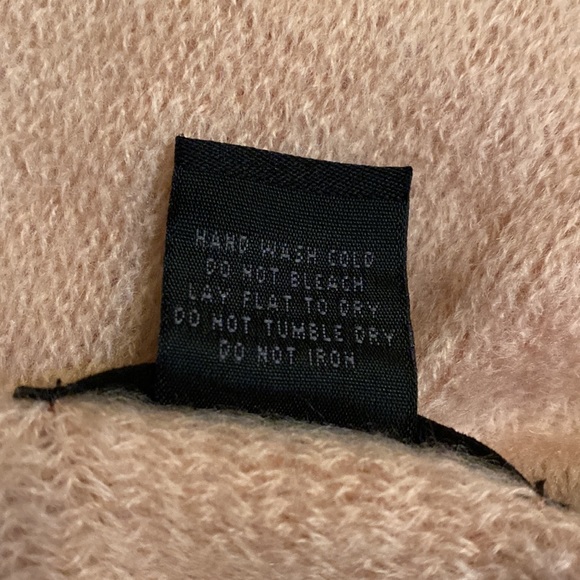 HAND WASH COLD
DO NOT BLEACH
LAY FLAT TO DRY
DO NOT TUMBLE DRY
DO NOT IRON